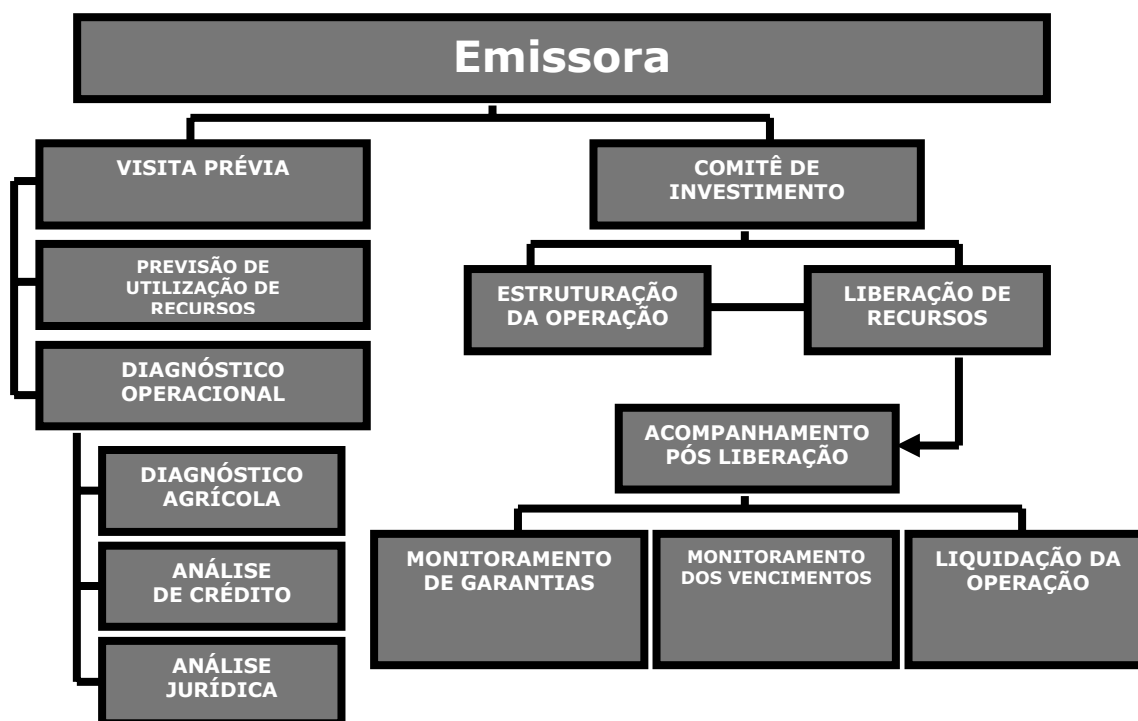 Emissora
VISITA PRÉVIA
PREVISÃO DE
UTILIZAÇÃO DE
RECURSOS
DIAGNÓSTICO
OPERACIONAL
DIAGNÓSTICO
AGRÍCOLA
ANÁLISE
DE CRÉDITO
ANÁLISE
JURÍDICA
COMITÊ DE
INVESTIMENTO
ESTRUTURAÇÃO
DA OPERAÇÃO
LIBERAÇÃO DE
RECURSOS
ACOMPANHAMENTO
PÓS LIBERAÇÃO
MONITORAMENTO
DE GARANTIAS
MONITORAMENTO
DOS VENCIMENTOS
LIQUIDAÇÃO DA
OPERAÇÃO